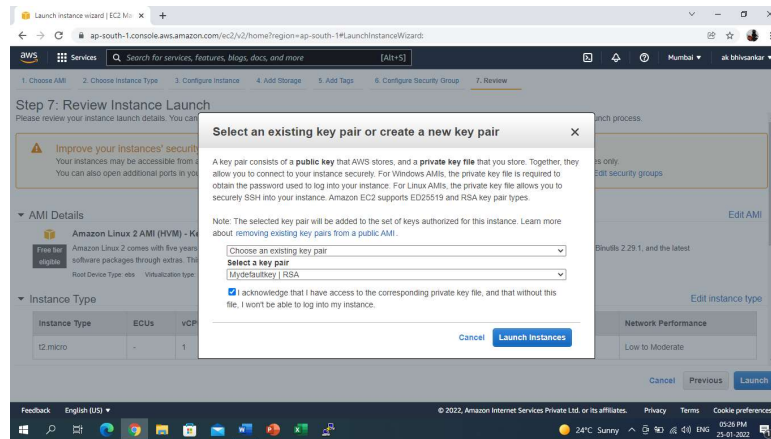 Launch instance wizard | EC2 Ma
ap-south-1.console.aws.amazon.com/ec2/v2/home?region=ap-south-1#LaunchInstanceWizard:
aws Services Search for services, features, blogs, docs, and more [Alt+S] Mumbai ▼ ak bhivsankar
1. Choose AMI 2. Choose Instance Type 3. Configure Instance 4. Add Storage 5. Add Tags 6. Configure Security Group 7. Review
Step 7: Review Instance Launch
Please review your instance launch details. You can unch process.
Improve your instances' security
Your instances may be accessible from es only.
You can also open additional ports in you Edit security groups
Select an existing key pair or create a new key pair
A key pair consists of a public key that AWS stores, and a private key file that you store. Together, they
allow you to connect to your instance securely. For Windows AMIs, the private key file is required to
obtain the password used to log into your instance. For Linux AMIs, the private key file allows you to
securely SSH into your instance. Amazon EC2 supports ED25519 and RSA key pair types.
Note: The selected key pair will be added to the set of keys authorized for this instance. Learn more
about removing existing key pairs from a public AMI .
Choose an existing key pair
Select a key pair
Mydefaultkey | RSA
I acknowledge that I have access to the corresponding private key file, and that without this
file, I won't be able to log into my instance.
Cancel Launch Instances
AMI Details Edit AMI
Amazon Linux 2 AMI (HVM) - Ke
Free tier eligible
Amazon Linux 2 comes with five years Binutils 2.29.1, and the latest
software packages through extras. Thi
Root Device Type: ebs Virtualization type:
Instance Type Edit instance type
Instance Type ECUs vCP Network Performance
t2.micro - 1 Low to Moderate
Cancel Previous Launch
Feedback English (US) ▼ © 2022, Amazon Internet Services Private Ltd. or its affiliates. Privacy Terms Cookie preferences
24°C Sunny ENG 05:26 PM
25-01-2022